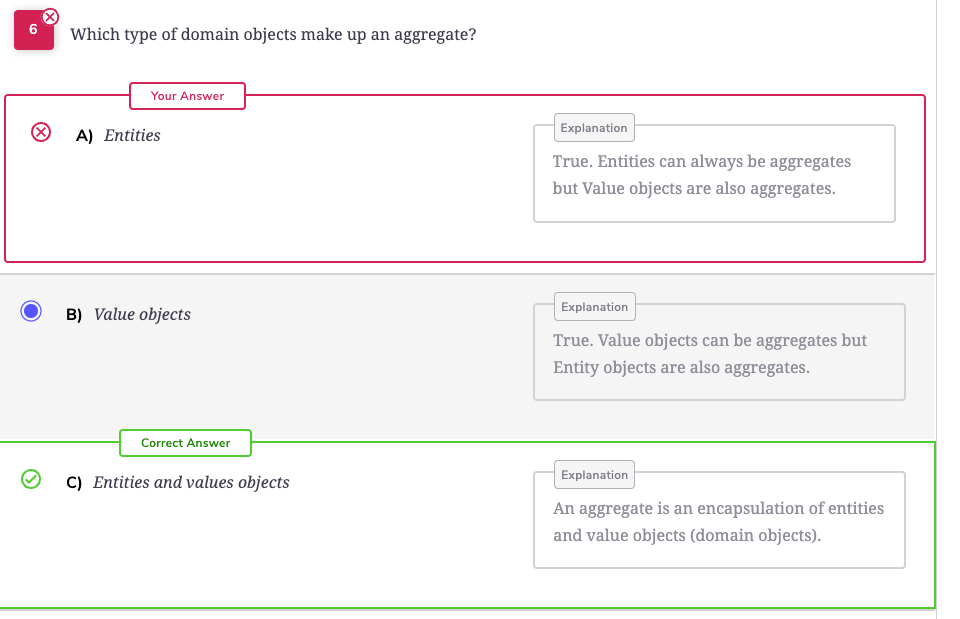 6
Which type of domain objects make up an aggregate?
Your Answer
A) Entities
Explanation
True. Entities can always be aggregates
but Value objects are also aggregates.
B) Value objects
Explanation
True. Value objects can be aggregates but
Entity objects are also aggregates.
Correct Answer
C) Entities and values objects
Explanation
An aggregate is an encapsulation of entities
and value objects (domain objects).